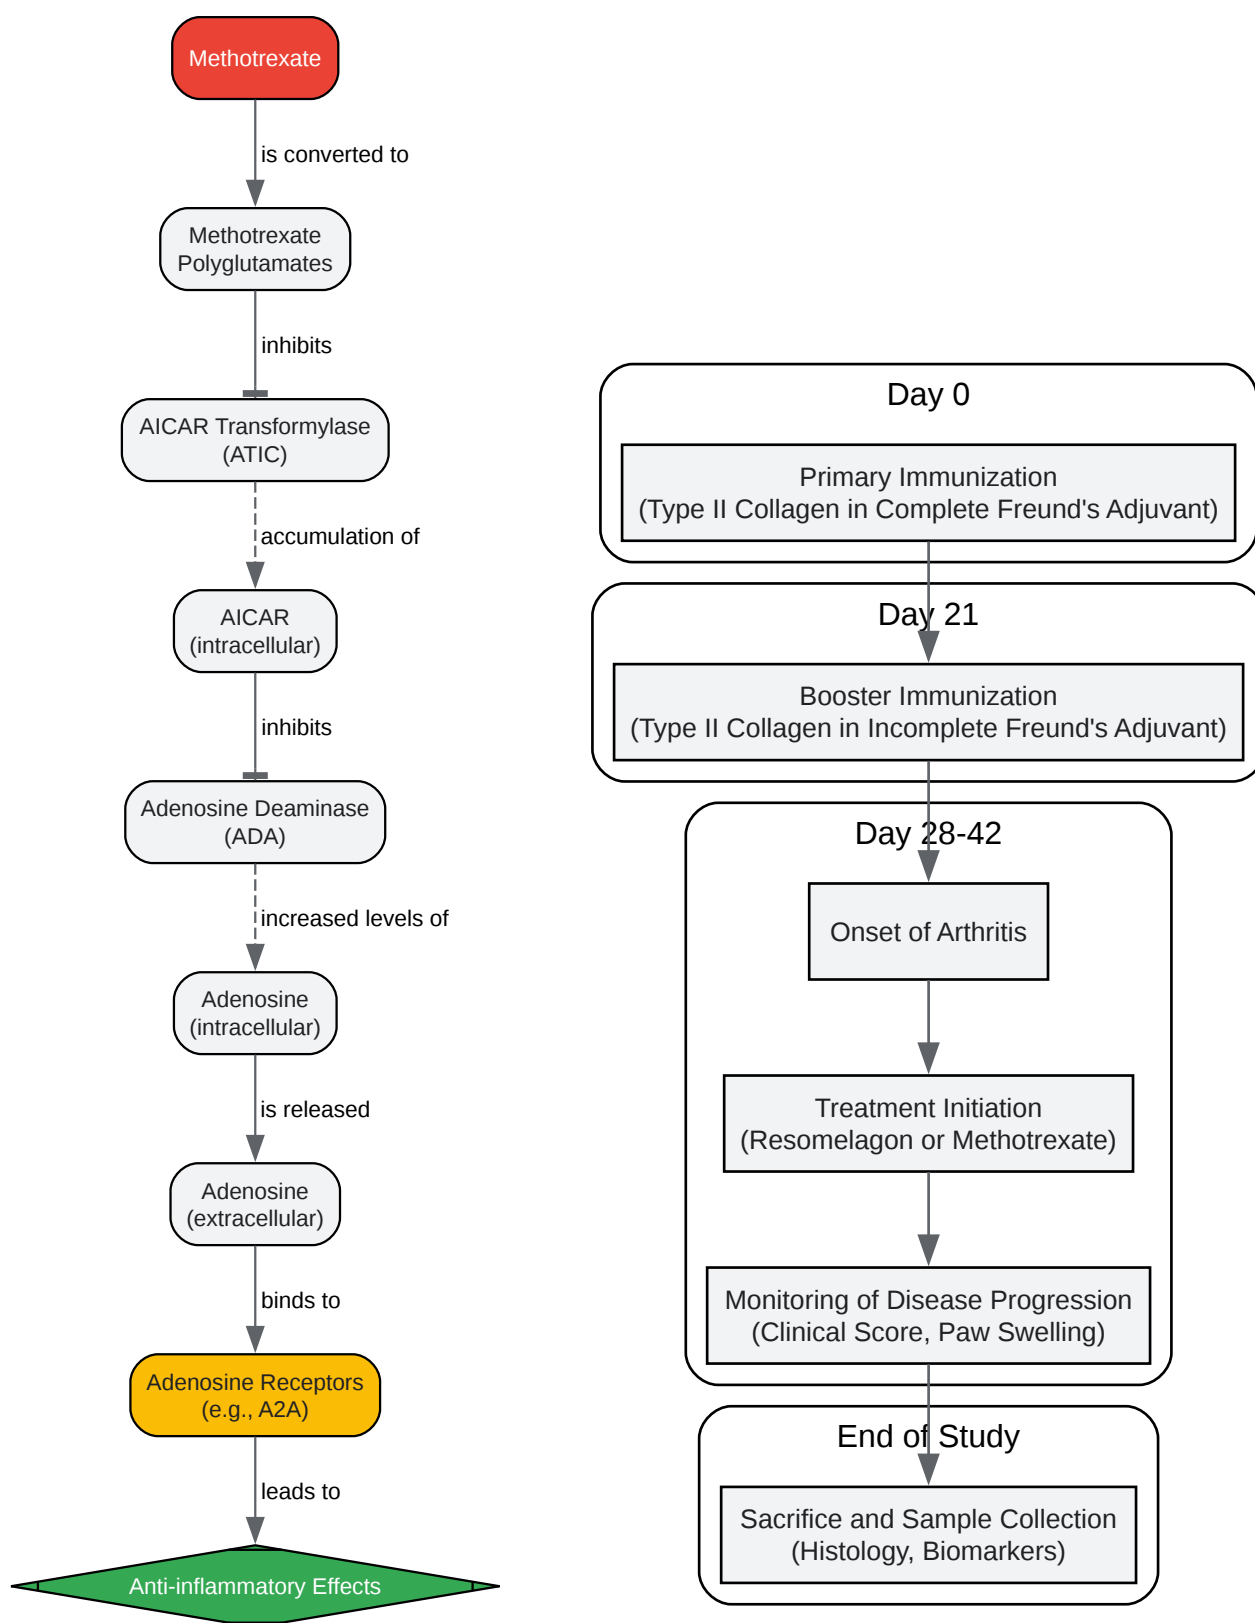 Methotrexate
is converted to
Methotrexate
Polyglutamates
inhibits
AICAR Transformylase
(ATIC)
accumulation of
AICAR
(intracellular)
inhibits
Adenosine Deaminase
(ADA)
increased levels of
Adenosine
(intracellular)
is released
Adenosine
(extracellular)
binds to
Adenosine Receptors
(e.g., A2A)
leads to
Anti-inflammatory Effects
Day 0
Primary Immunization
(Type II Collagen in Complete Freund's Adjuvant)
Day 21
Booster Immunization
(Type II Collagen in Incomplete Freund's Adjuvant)
Day 28-42
Onset of Arthritis
Treatment Initiation
(Resomelagon or Methotrexate)
Monitoring of Disease Progression
(Clinical Score, Paw Swelling)
End of Study
Sacrifice and Sample Collection
(Histology, Biomarkers)